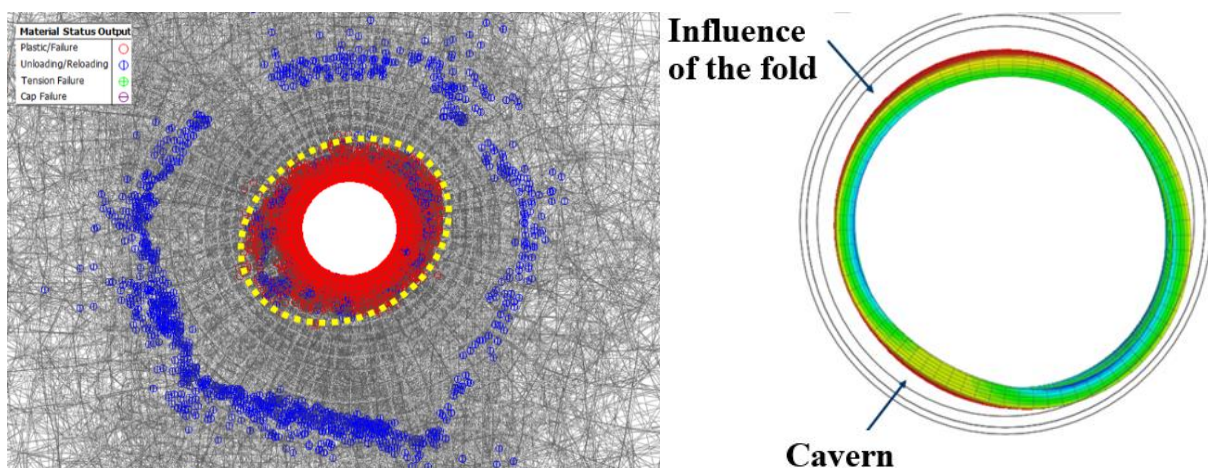 Material Status Output
Plastic/Failure
Unloading/Reloading
Tension Failure
Cap Failure
Influence
of the fold
Cavern